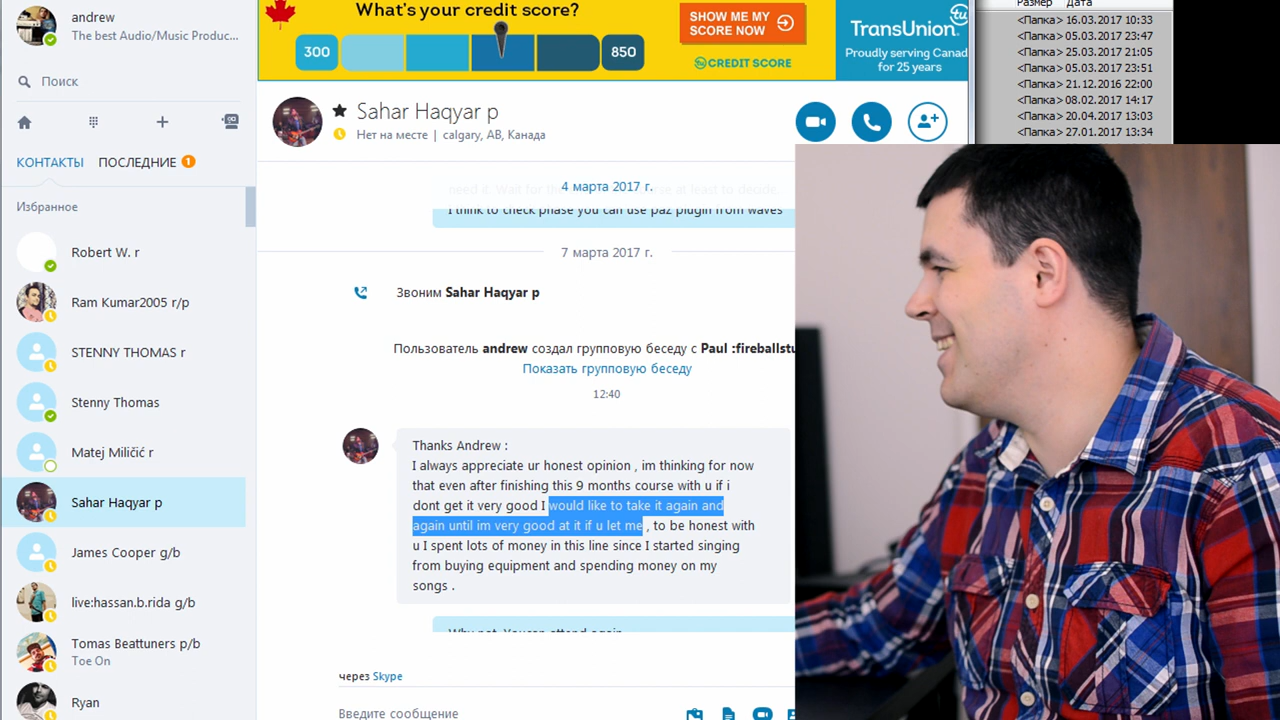 andrew
The best Audio/Music Produc...
Поиск
КОНТАКТЫ
ПОСЛЕДНИЕ 1
Избранное
Robert W. r
Ram Kumar2005 r/p
STENNY THOMAS r
Stenny Thomas
Matej Miličić r
Sahar Haqyar p
James Cooper g/b
live:hassan.b.rida g/b
Tomas Beattuners p/b
Toe On
Ryan
What's your credit score?
300
850
SHOW ME MY
SCORE NOW
CREDIT SCORE
TransUnion
tu
Proudly serving Canad
for 25 years
Sahar Haqyar p
Нет на месте | calgary, AB, Канада
4 марта 2017 г.
I think to check phase you can use paz plugin from waves
7 марта 2017 г.
Звоним Sahar Haqyar p
Пользователь andrew создал групповую беседу с Paul :fireballstu
Показать групповую беседу
12:40
Thanks Andrew :
I always appreciate ur honest opinion , im thinking for now
that even after finishing this 9 months course with u if i
dont get it very good I would like to take it again and
again until im very good at it if u let me , to be honest with
u I spent lots of money in this line since I started singing
from buying equipment and spending money on my
songs .
Why not. You can attend again
через Skype
Введите сообщение
Размер Дата
<Папка> 16.03.2017 10:33
<Папка> 05.03.2017 23:47
<Папка> 25.03.2017 21:05
<Папка> 05.03.2017 23:51
<Папка> 21.12.2016 22:00
<Папка> 08.02.2017 14:17
<Папка> 20.04.2017 13:03
<Папка> 27.01.2017 13:34